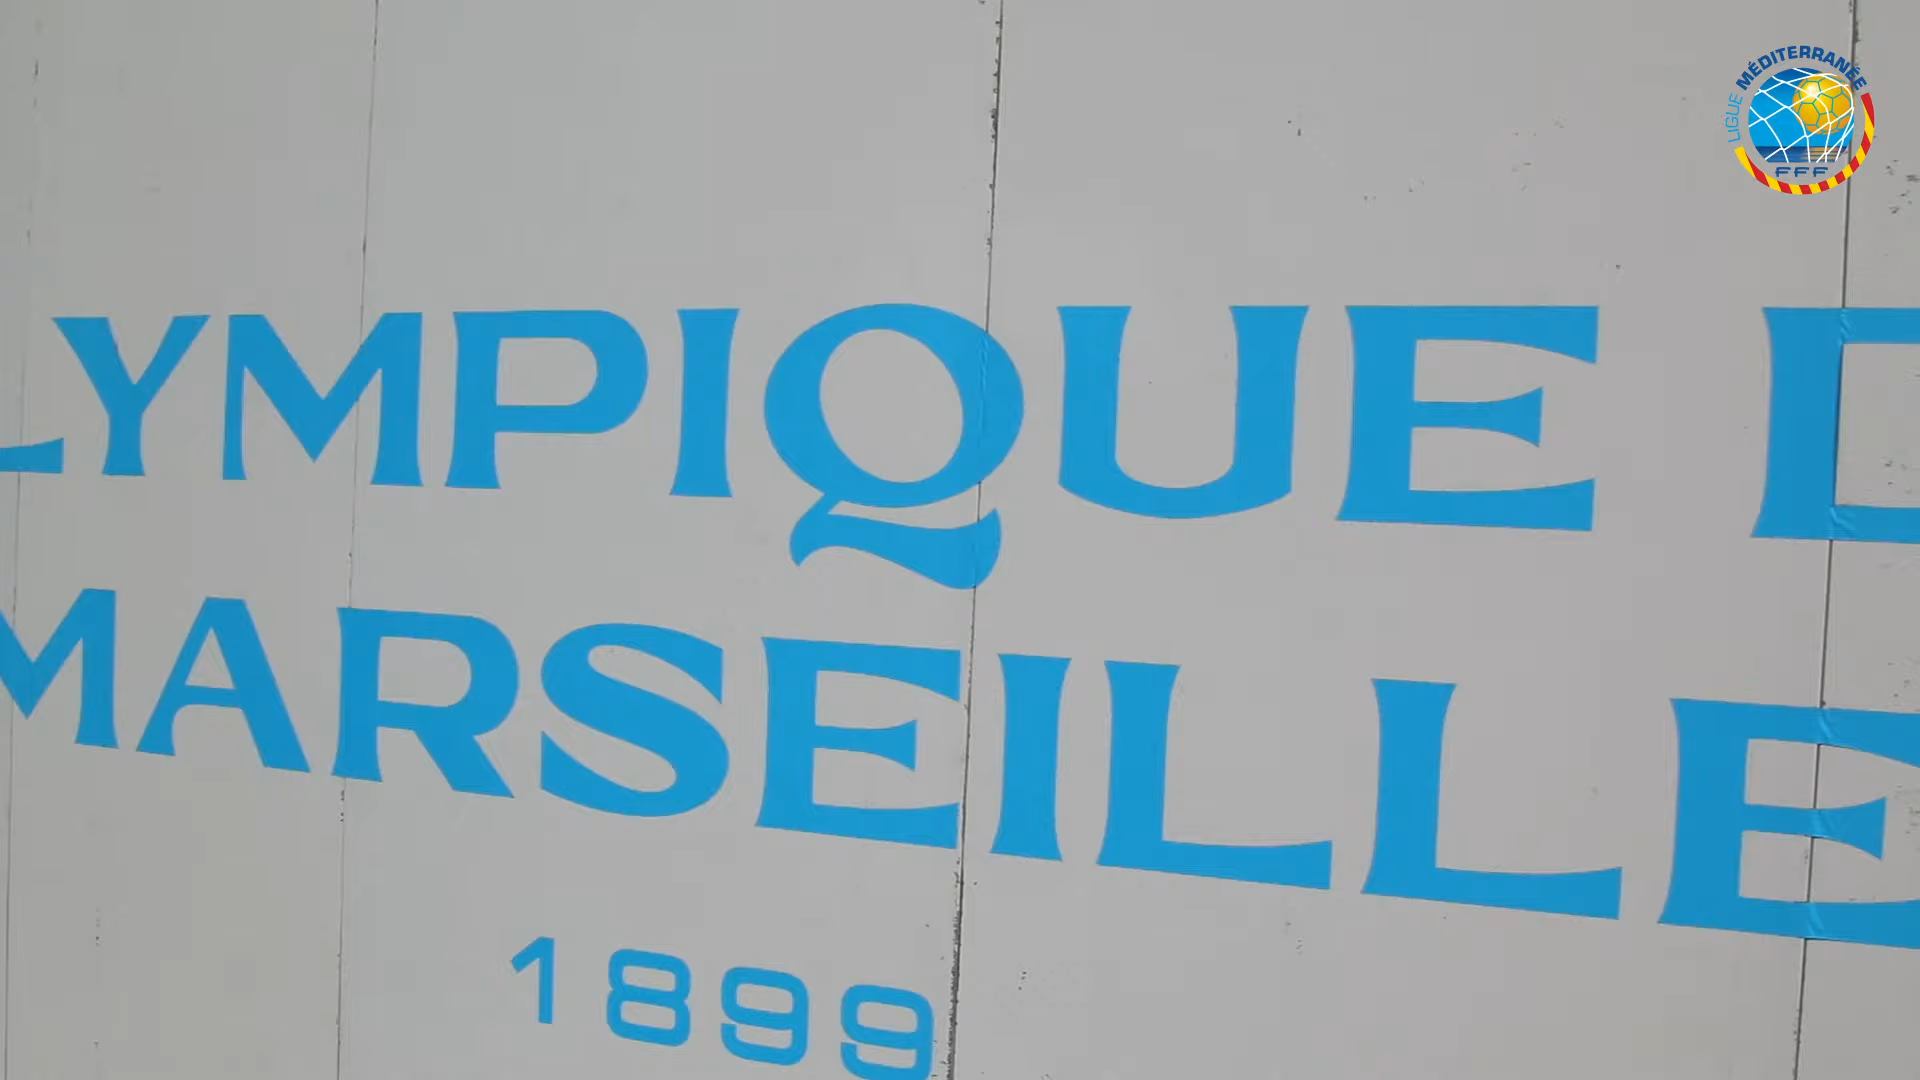 LIGUE MÉDITERRANÉE
FFF
LYMPIQUE D
MARSEILLE
1899